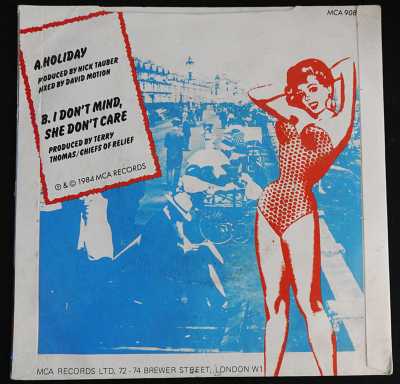 MCA 908
A.HOLIDAY
PRODUCED BY NICK TAUBER
MIXED BY DAVID MOTION
B. I DON'T MIND,
SHE DON'T CARE
PRODUCED BY TERRY
THOMAS/CHIEFS OF RELIEF
℗ & © 1984 MCA RECORDS
MCA RECORDS LTD, 72-74 BREWER STREET, LONDON W1